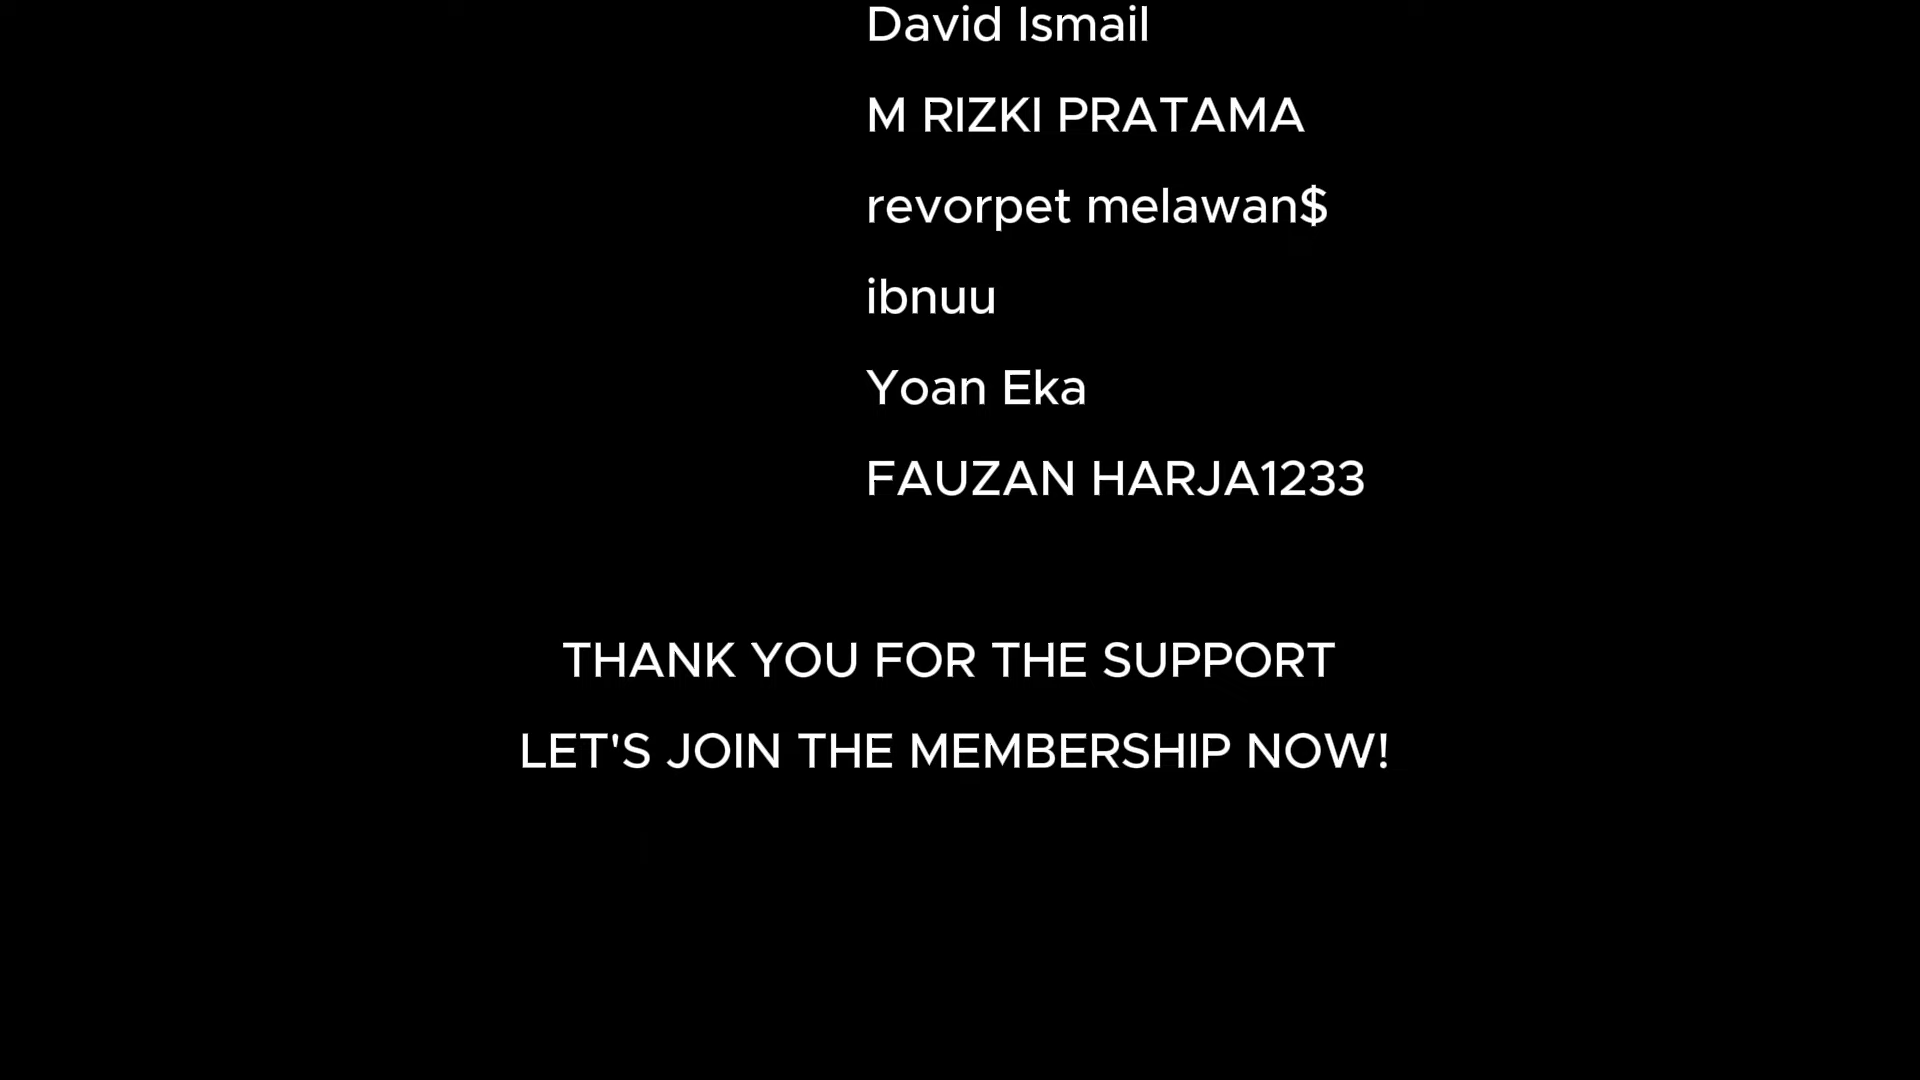 David Ismail
M RIZKI PRATAMA
revorpet melawan$
ibnuu
Yoan Eka
FAUZAN HARJA1233
THANK YOU FOR THE SUPPORT
LET'S JOIN THE MEMBERSHIP NOW!